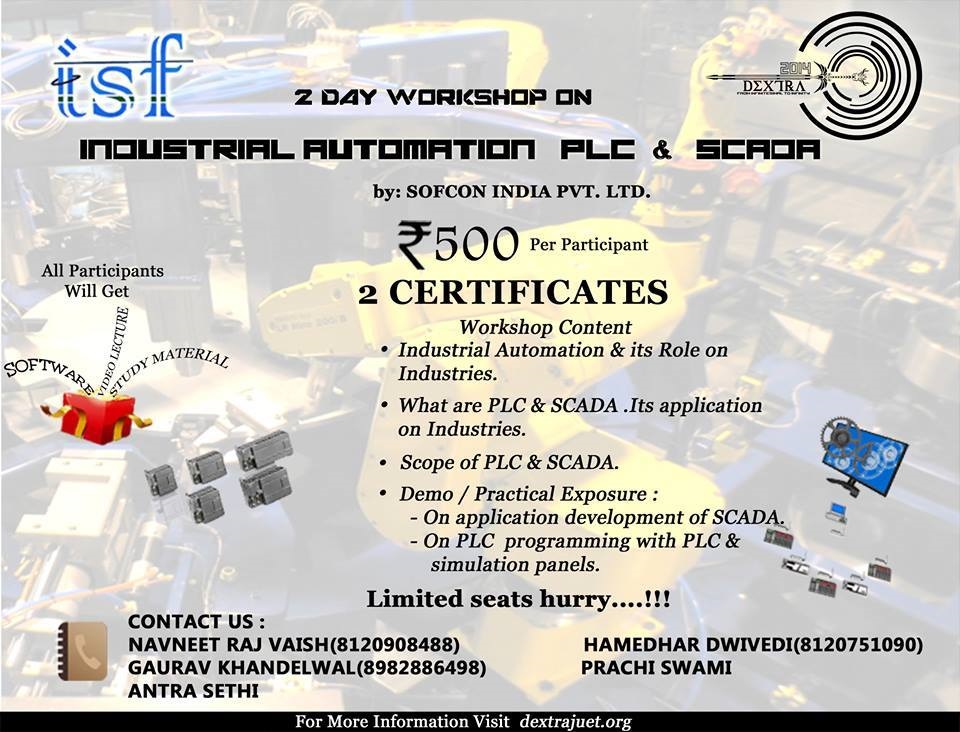 isf
2014
DEXTRA
FROM INFINITESIMAL TO INFINITY
2 DAY WORKSHOP ON
INDUSTRIAL AUTOMATION PLC & SCADA
by: SOFCON INDIA PVT. LTD.
₹500 Per Participant
2 CERTIFICATES
All Participants
Will Get
SOFTWARE
VIDEO LECTURE
STUDY MATERIAL
Workshop Content
• Industrial Automation & its Role on
Industries.
• What are PLC & SCADA .Its application
on Industries.
• Scope of PLC & SCADA.
• Demo / Practical Exposure :
- On application development of SCADA.
- On PLC programming with PLC &
simulation panels.
Limited seats hurry....!!!
CONTACT US :
NAVNEET RAJ VAISH(8120908488) HAMEDHAR DWIVEDI(8120751090)
GAURAV KHANDELWAL(8982886498) PRACHI SWAMI
ANTRA SETHI
For More Information Visit dextrajuet.org